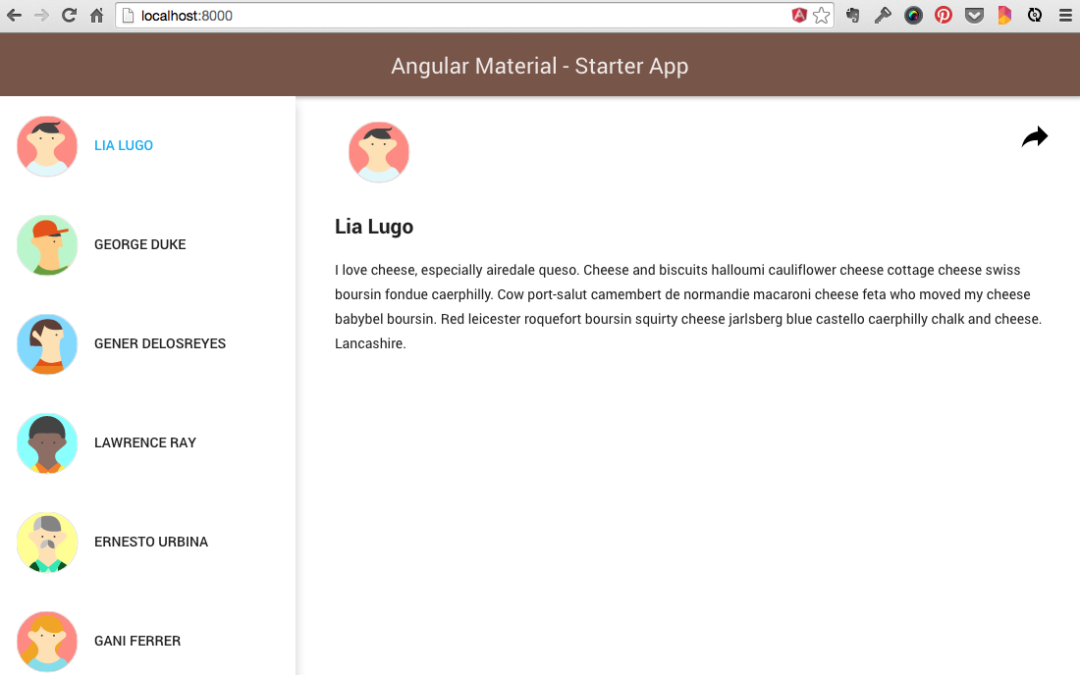 localhost:8000
Angular Material - Starter App
LIA LUGO
GEORGE DUKE
GENER DELOSREYES
LAWRENCE RAY
ERNESTO URBINA
GANI FERRER
Lia Lugo
I love cheese, especially airedale queso. Cheese and biscuits halloumi cauliflower cheese cottage cheese swiss
boursin fondue caerphilly. Cow port-salut camembert de normandie macaroni cheese feta who moved my cheese
babybel boursin. Red leicester roquefort boursin squirty cheese jarlsberg blue castello caerphilly chalk and cheese.
Lancashire.